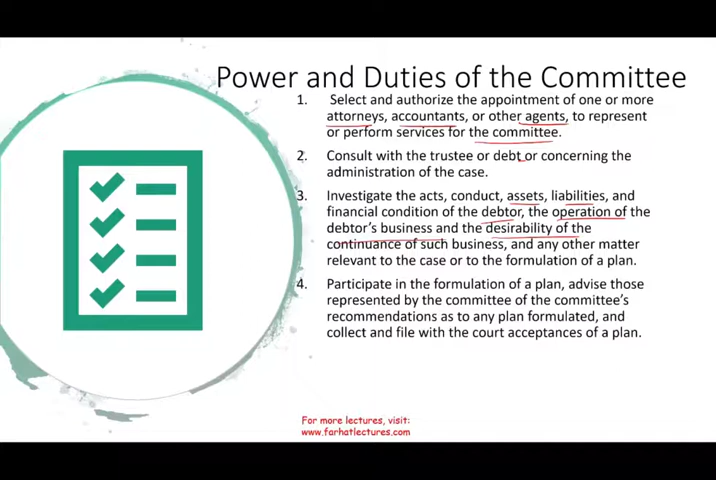 Power and Duties of the Committee
1. Select and authorize the appointment of one or more
attorneys, accountants, or other agents, to represent
or perform services for the committee.
2. Consult with the trustee or debt or concerning the
administration of the case.
3. Investigate the acts, conduct, assets, liabilities, and
financial condition of the debtor, the operation of the
debtor's business and the desirability of the
continuance of such business, and any other matter
relevant to the case or to the formulation of a plan.
4. Participate in the formulation of a plan, advise those
represented by the committee of the committee's
recommendations as to any plan formulated, and
collect and file with the court acceptances of a plan.
For more lectures, visit:
www.farhatlectures.com